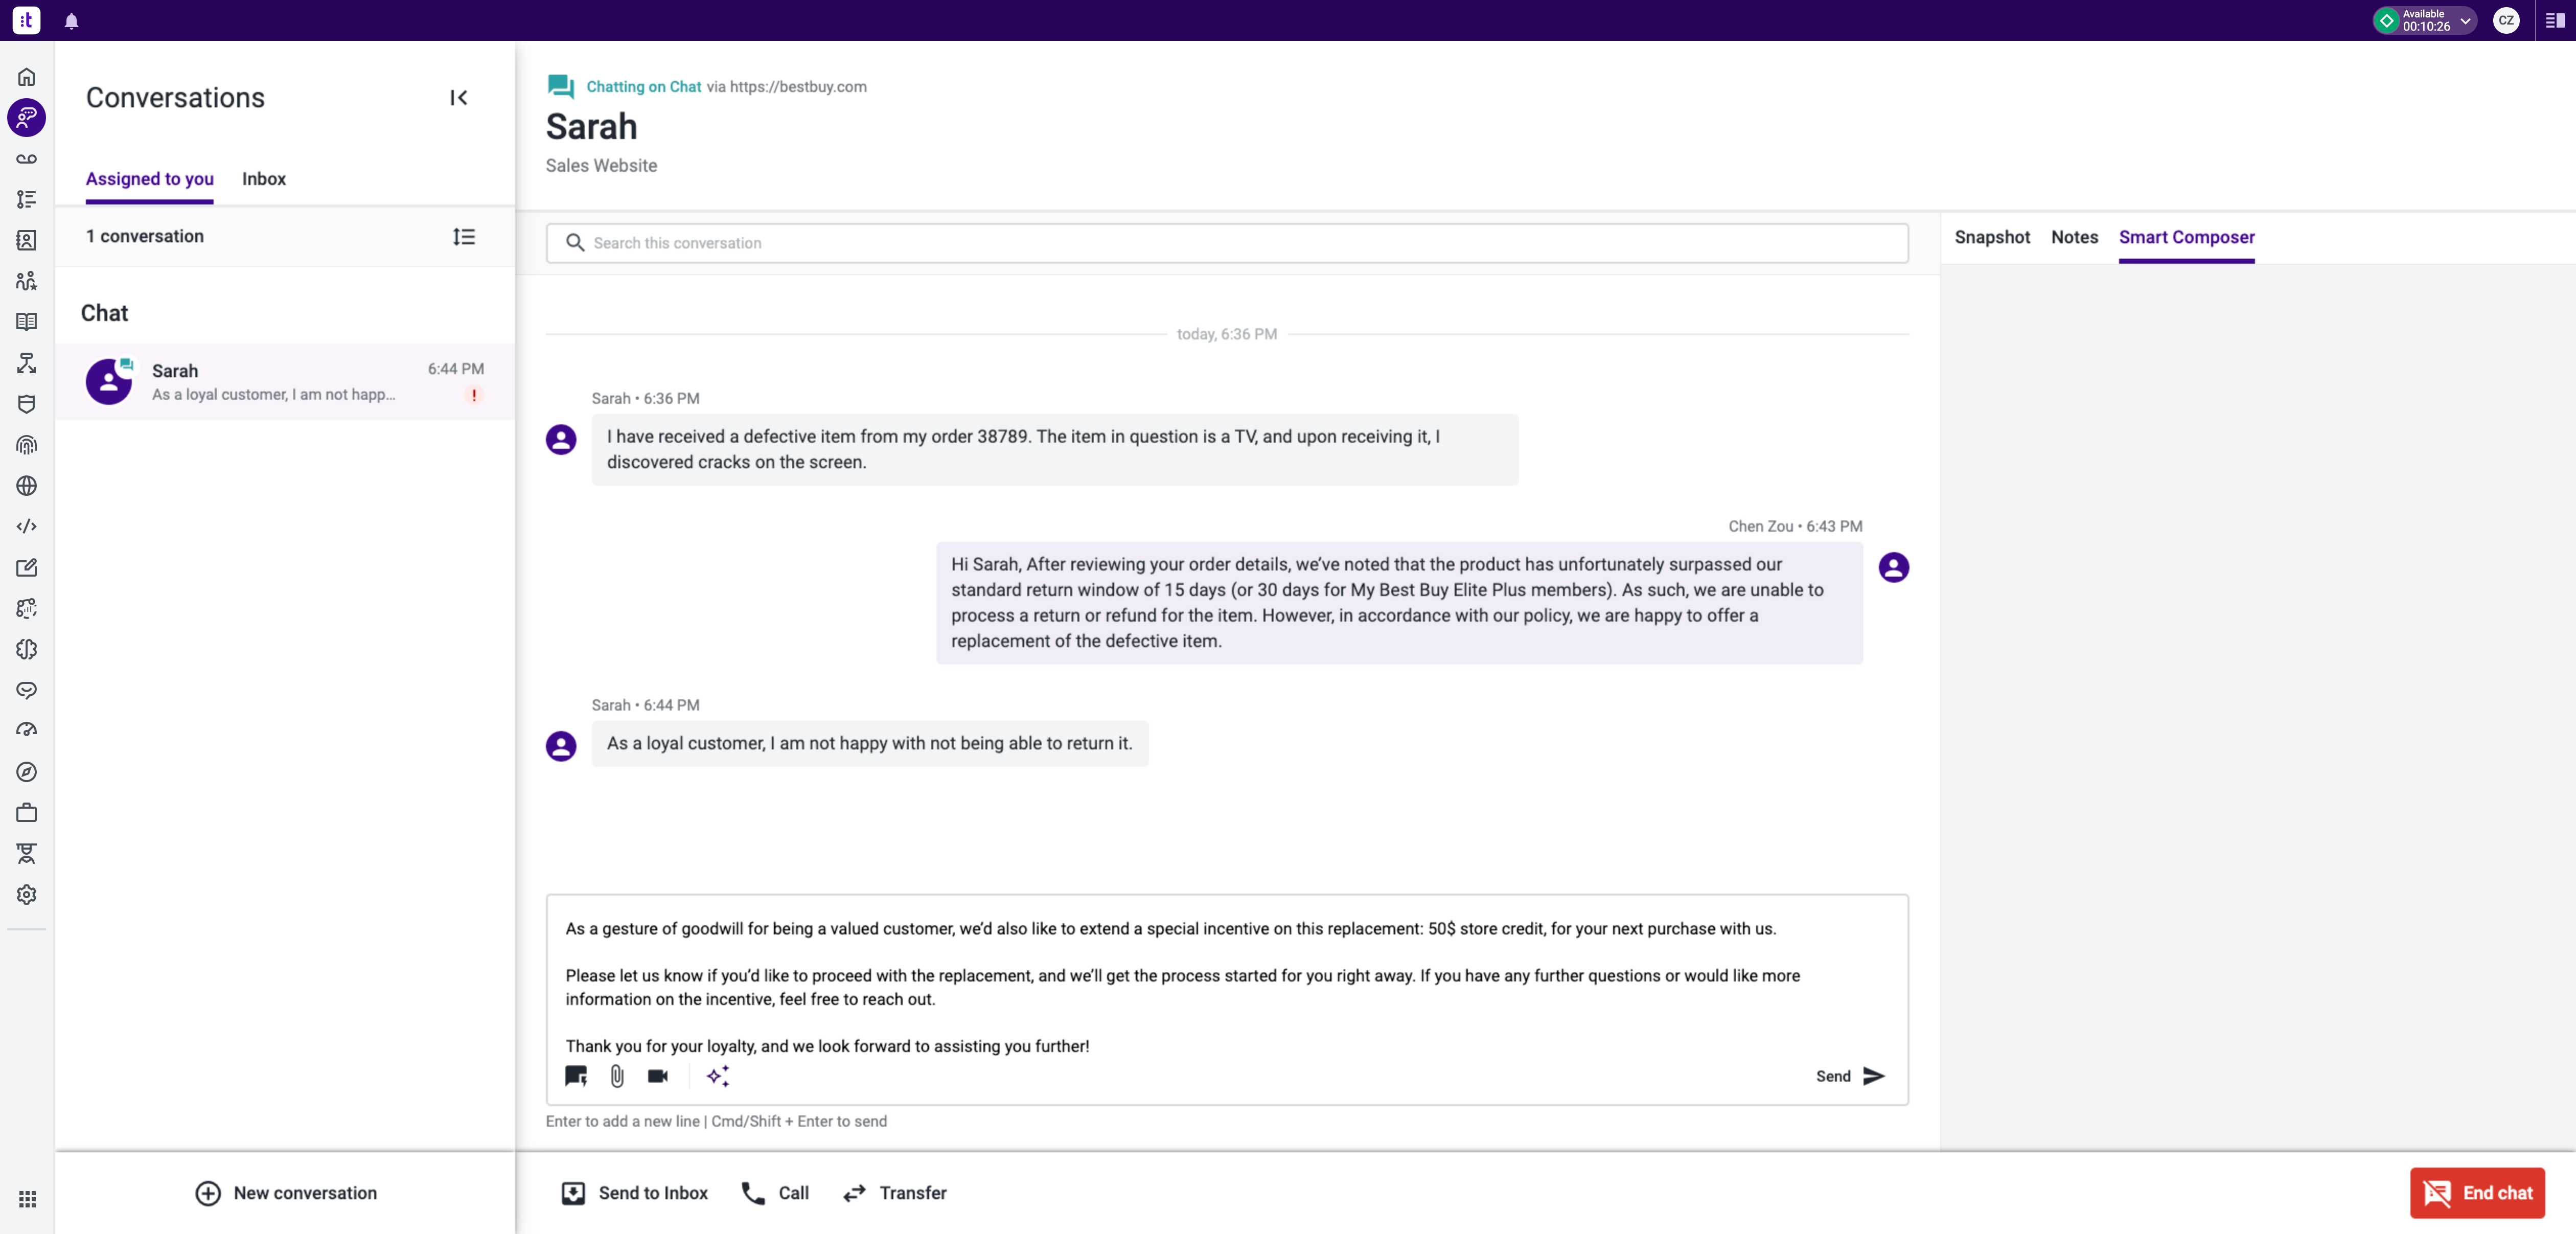 :t
Available
00:10:26
CZ
Conversations
Assigned to you
Inbox
1 conversation
Chat
Sarah
6:44 PM
As a loyal customer, I am not happ...
!
New conversation
Chatting on Chat via https://bestbuy.com
Sarah
Sales Website
Search this conversation
today, 6:36 PM
Sarah • 6:36 PM
I have received a defective item from my order 38789. The item in question is a TV, and upon receiving it, I
discovered cracks on the screen.
Chen Zou • 6:43 PM
Hi Sarah, After reviewing your order details, we’ve noted that the product has unfortunately surpassed our
standard return window of 15 days (or 30 days for My Best Buy Elite Plus members). As such, we are unable to
process a return or refund for the item. However, in accordance with our policy, we are happy to offer a
replacement of the defective item.
Sarah • 6:44 PM
As a loyal customer, I am not happy with not being able to return it.
As a gesture of goodwill for being a valued customer, we’d also like to extend a special incentive on this replacement: 50$ store credit, for your next purchase with us.
Please let us know if you’d like to proceed with the replacement, and we’ll get the process started for you right away. If you have any further questions or would like more
information on the incentive, feel free to reach out.
Thank you for your loyalty, and we look forward to assisting you further!
Send
Enter to add a new line | Cmd/Shift + Enter to send
Send to Inbox
Call
Transfer
Snapshot
Notes
Smart Composer
End chat